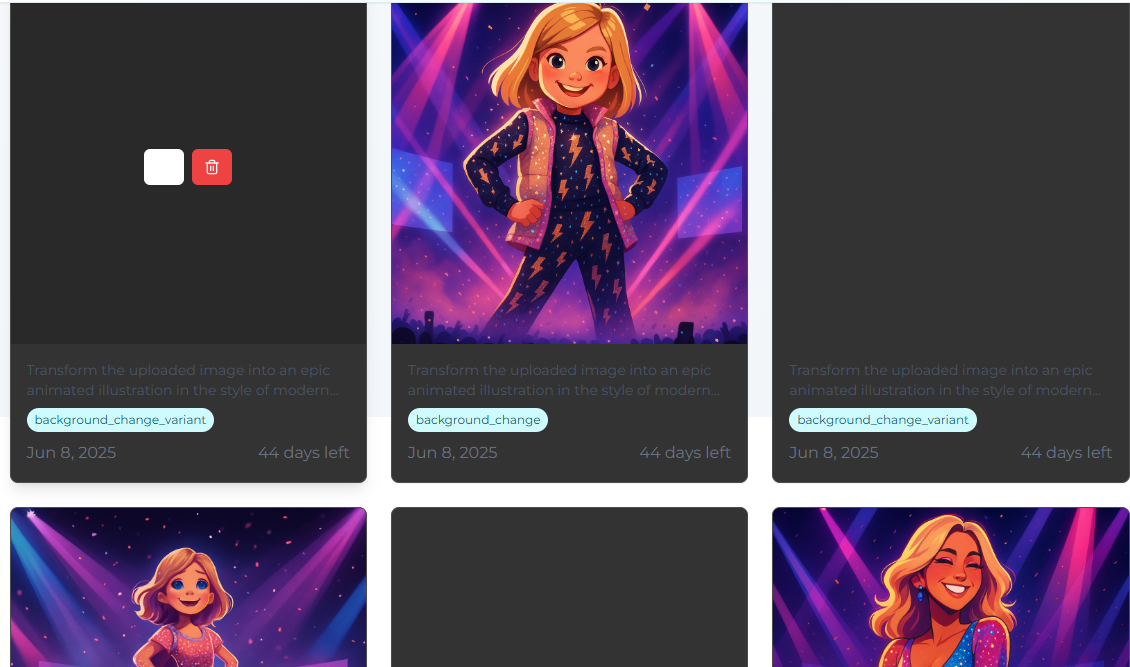 Transform the uploaded image into an epic
animated illustration in the style of modern...
background_change_variant
Jun 8, 2025
44 days left
Transform the uploaded image into an epic
animated illustration in the style of modern...
background_change
Jun 8, 2025
44 days left
Transform the uploaded image into an epic
animated illustration in the style of modern...
background_change_variant
Jun 8, 2025
44 days left